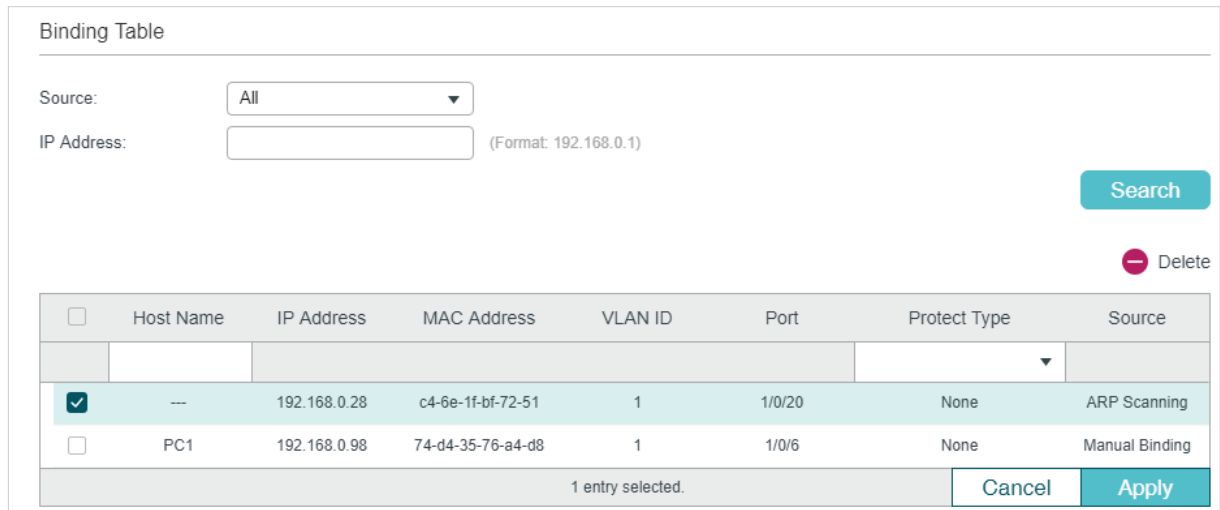 Binding Table
Source: All
IP Address: (Format: 192.168.0.1)
Search
Delete
Host Name IP Address MAC Address VLAN ID Port Protect Type Source
--- 192.168.0.28 c4-6e-1f-bf-72-51 1 1/0/20 None ARP Scanning
PC1 192.168.0.98 74-d4-35-76-a4-d8 1 1/0/6 None Manual Binding
1 entry selected. Cancel Apply